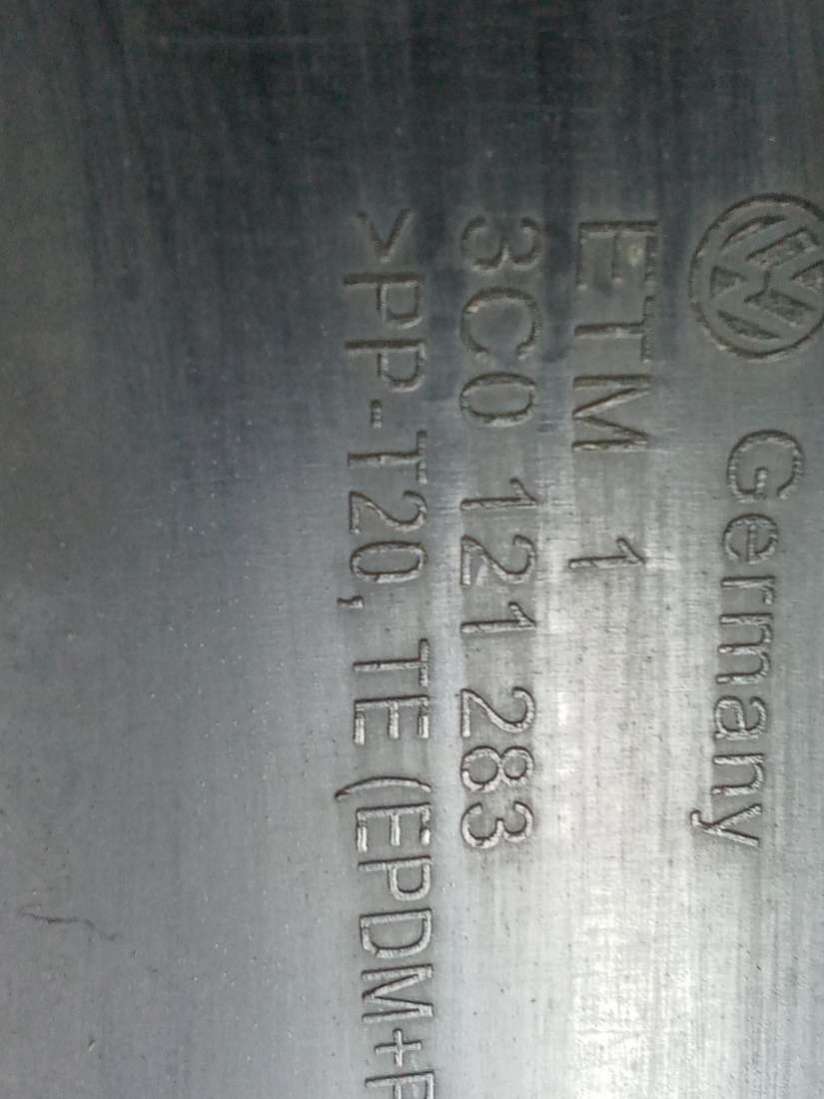 Germany
ETM 1
3C0 121 283
>PP-T20, TE (EPDM+P